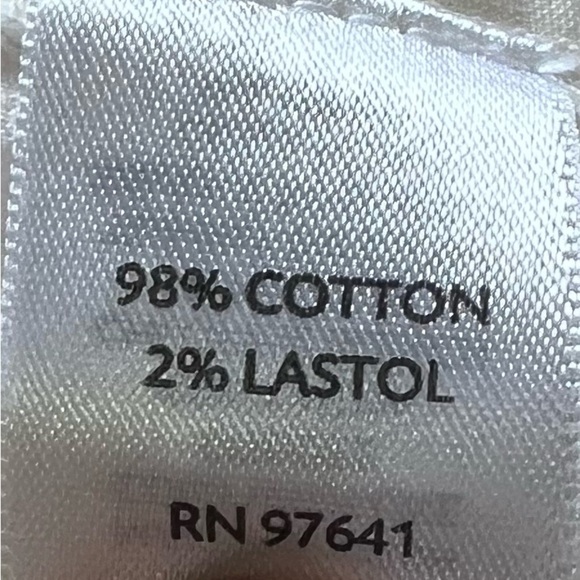 98% COTTON
2% LASTOL
RN 97641